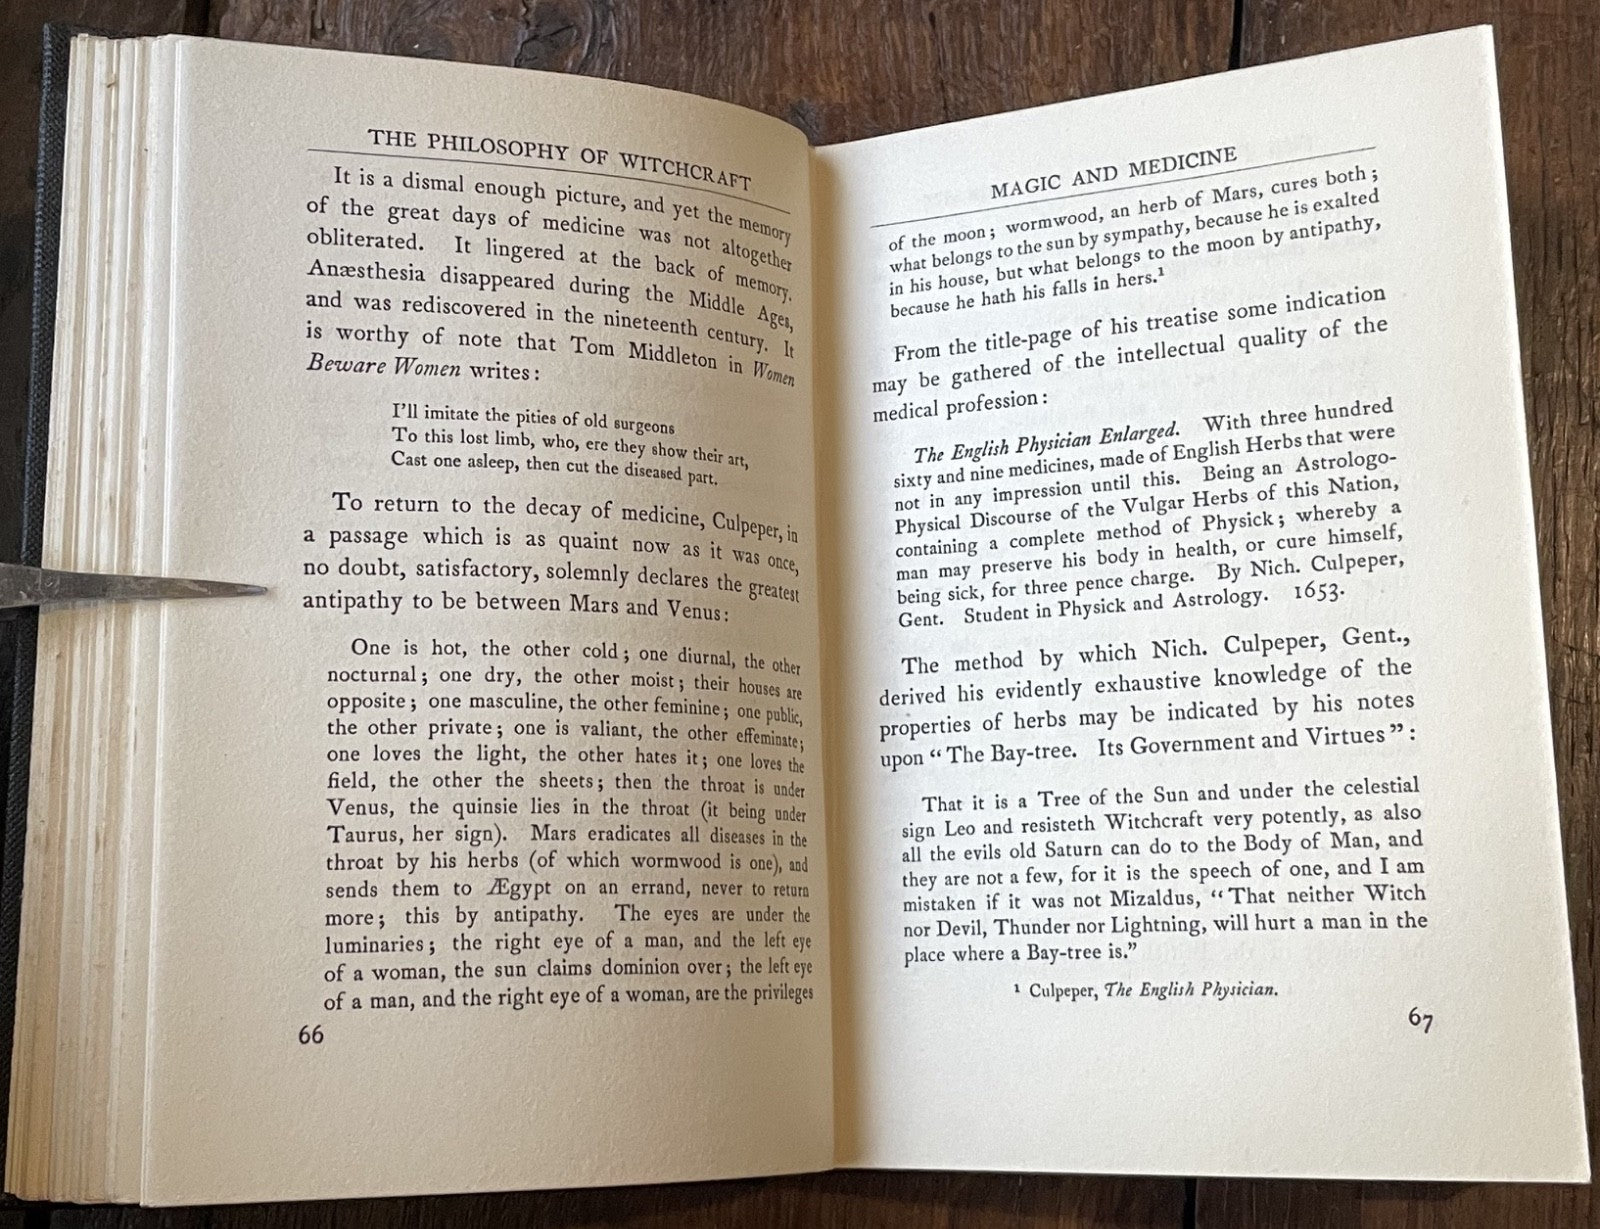 THE PHILOSOPHY OF WITCHCRAFT
It is a dismal enough picture, and yet the memory
of the great days of medicine was not altogether
obliterated. It lingered at the back of memory.
Anæsthesia disappeared during the Middle Ages,
and was rediscovered in the nineteenth century. It
is worthy of note that Tom Middleton in Women
Beware Women writes:
I'll imitate the pities of old surgeons
To this lost limb, who, ere they show their art,
Cast one asleep, then cut the diseased part.
To return to the decay of medicine, Culpeper, in
a passage which is as quaint now as it was once,
no doubt, satisfactory, solemnly declares the greatest
antipathy to be between Mars and Venus:
One is hot, the other cold; one diurnal, the other
nocturnal; one dry, the other moist; their houses are
opposite; one masculine, the other feminine; one public,
the other private; one is valiant, the other effeminate;
one loves the light, the other hates it; one loves the
field, the other the sheets; then the throat is under
Venus, the quinsie lies in the throat (it being under
Taurus, her sign). Mars eradicates all diseases in the
throat by his herbs (of which wormwood is one), and
sends them to Ægypt on an errand, never to return
more; this by antipathy. The eyes are under the
luminaries; the right eye of a man, and the left eye
of a woman, the sun claims dominion over; the left eye
of a man, and the right eye of a woman, are the privileges
66
MAGIC AND MEDICINE
of the moon; wormwood, an herb of Mars, cures both;
what belongs to the sun by sympathy, because he is exalted
in his house, but what belongs to the moon by antipathy,
because he hath his falls in hers.¹
From the title-page of his treatise some indication
may be gathered of the intellectual quality of the
medical profession:
The English Physician Enlarged. With three hundred
sixty and nine medicines, made of English Herbs that were
not in any impression until this. Being an Astrologo-
Physical Discourse of the Vulgar Herbs of this Nation,
containing a complete method of Physick; whereby a
man may preserve his body in health, or cure himself,
being sick, for three pence charge. By Nich. Culpeper,
Gent. Student in Physick and Astrology. 1653.
The method by which Nich. Culpeper, Gent.,
derived his evidently exhaustive knowledge of the
properties of herbs may be indicated by his notes
upon "The Bay-tree. Its Government and Virtues":
That it is a Tree of the Sun and under the celestial
sign Leo and resisteth Witchcraft very potently, as also
all the evils old Saturn can do to the Body of Man, and
they are not a few, for it is the speech of one, and I am
mistaken if it was not Mizaldus, "That neither Witch
nor Devil, Thunder nor Lightning, will hurt a man in the
place where a Bay-tree is."
¹ Culpeper, The English Physician.
67